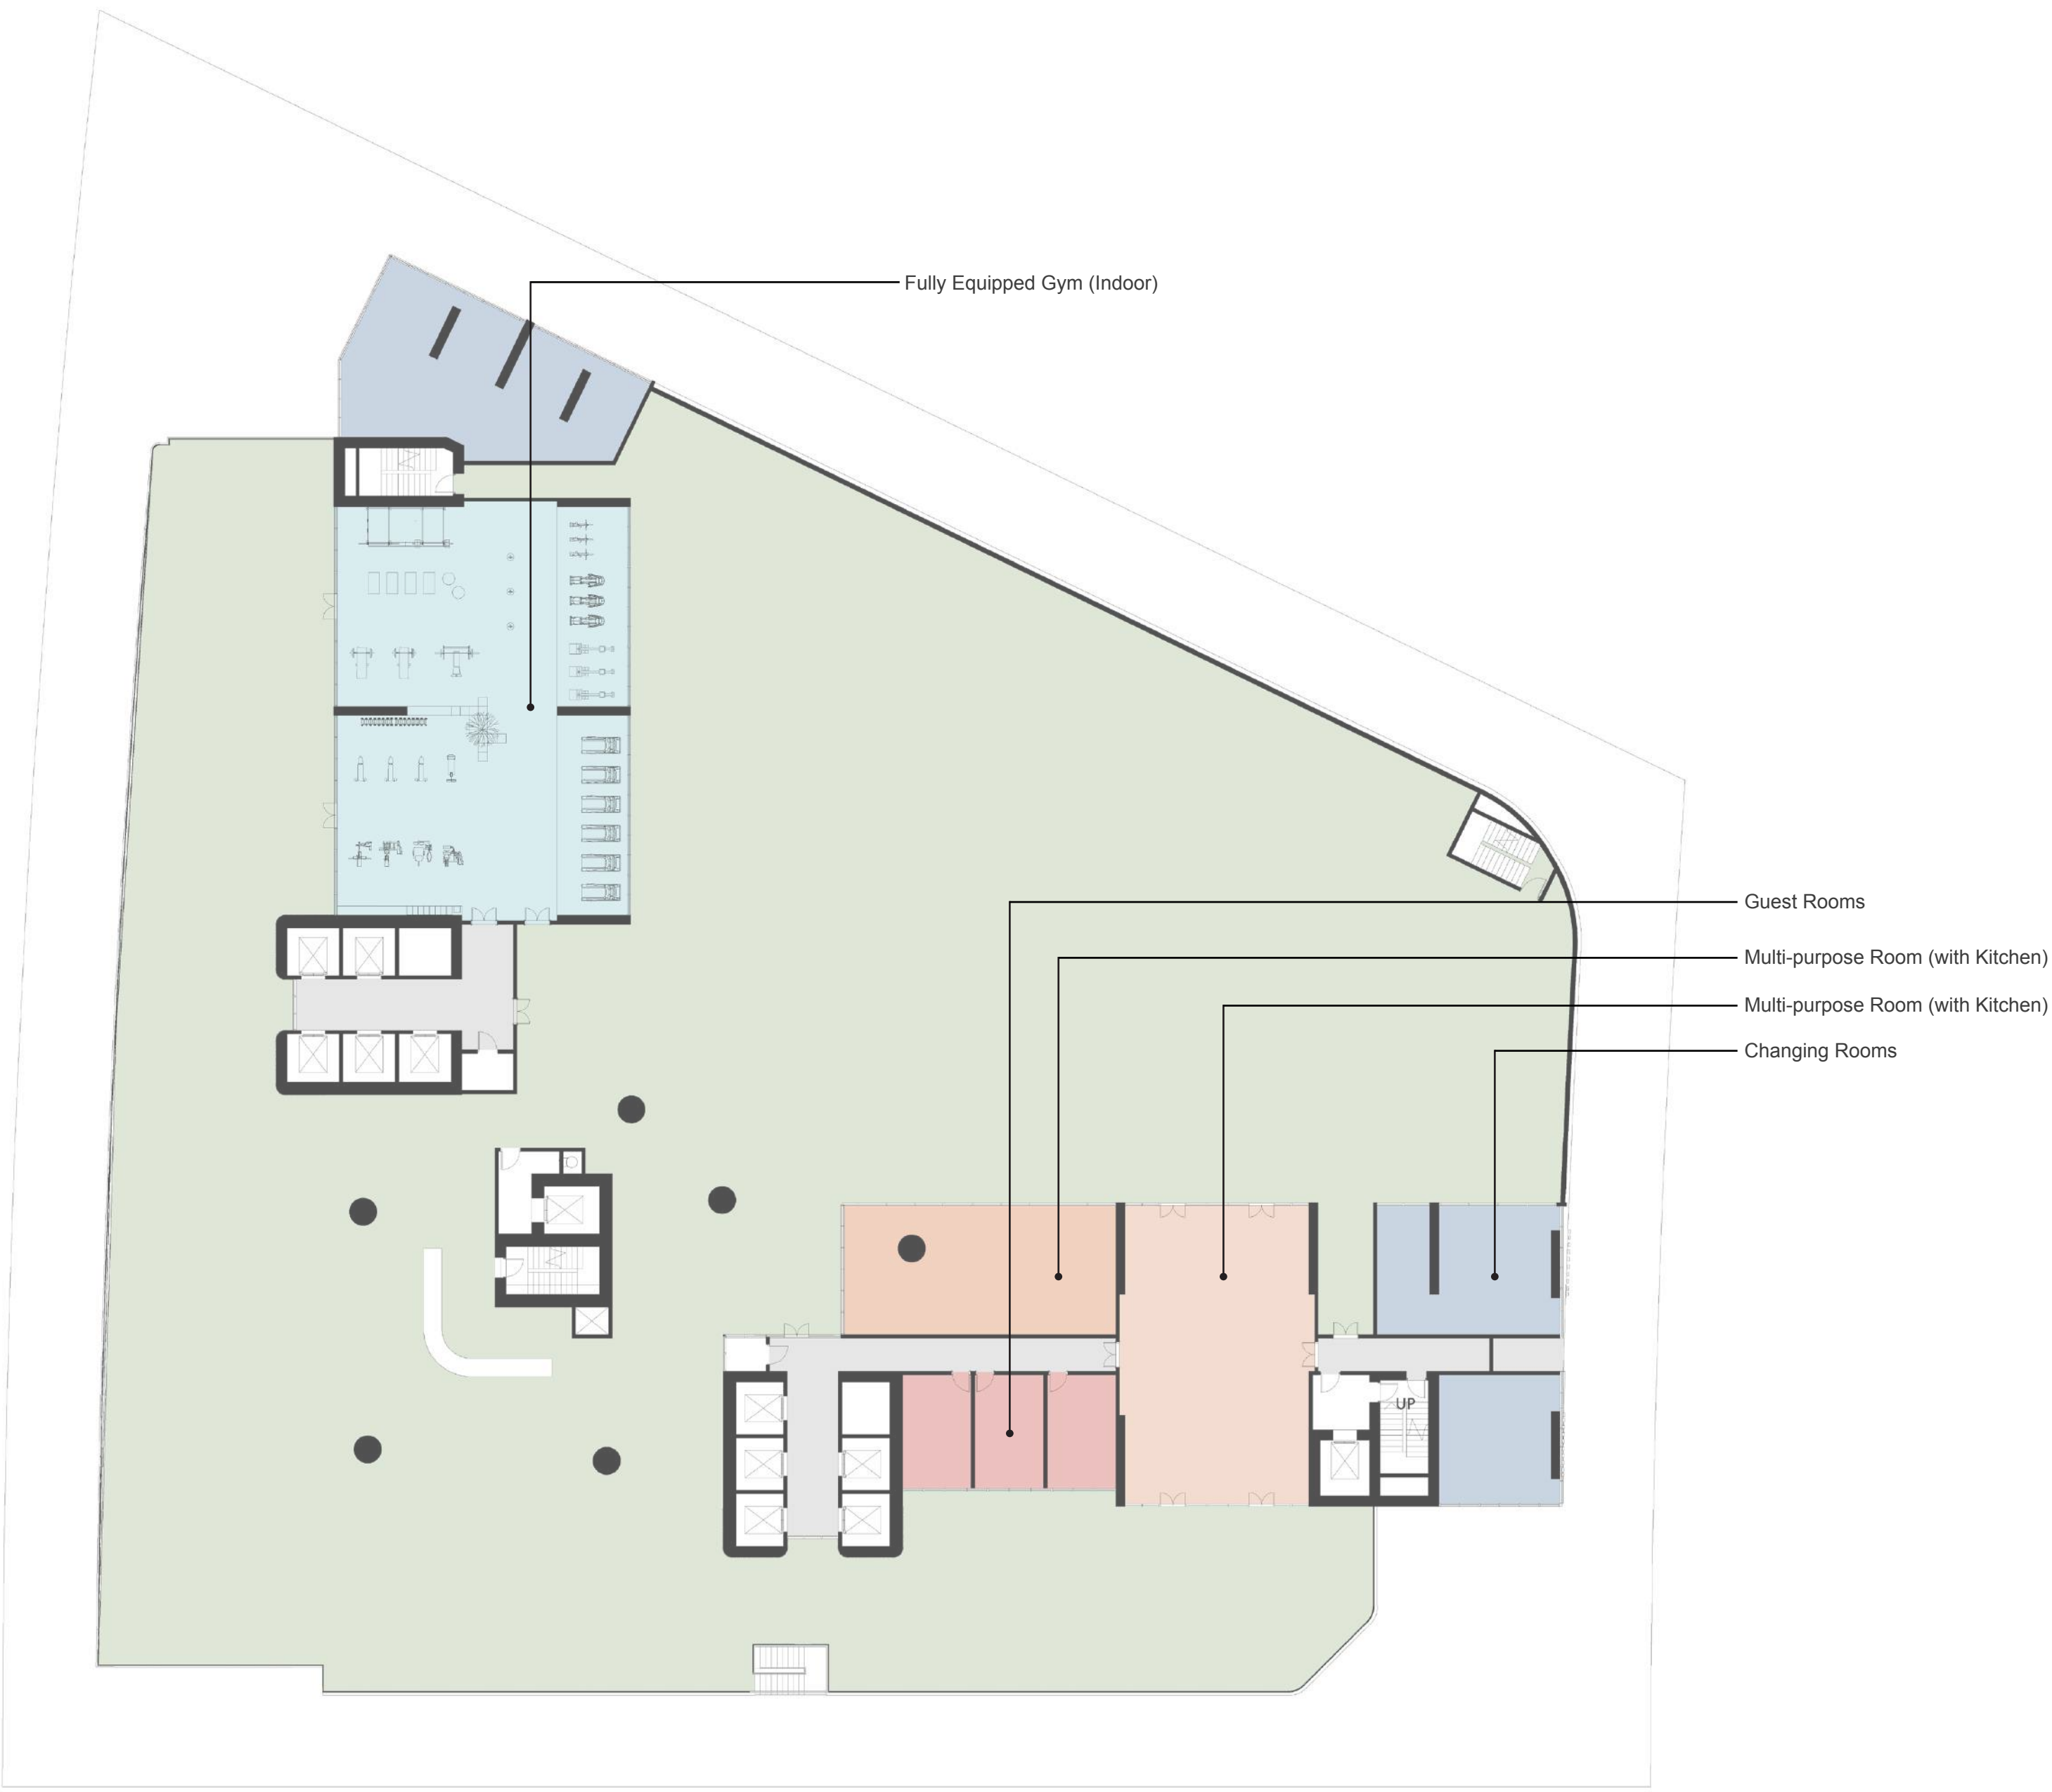 Fully Equipped Gym (Indoor)
Guest Rooms
Multi-purpose Room (with Kitchen)
Multi-purpose Room (with Kitchen)
Changing Rooms
UP